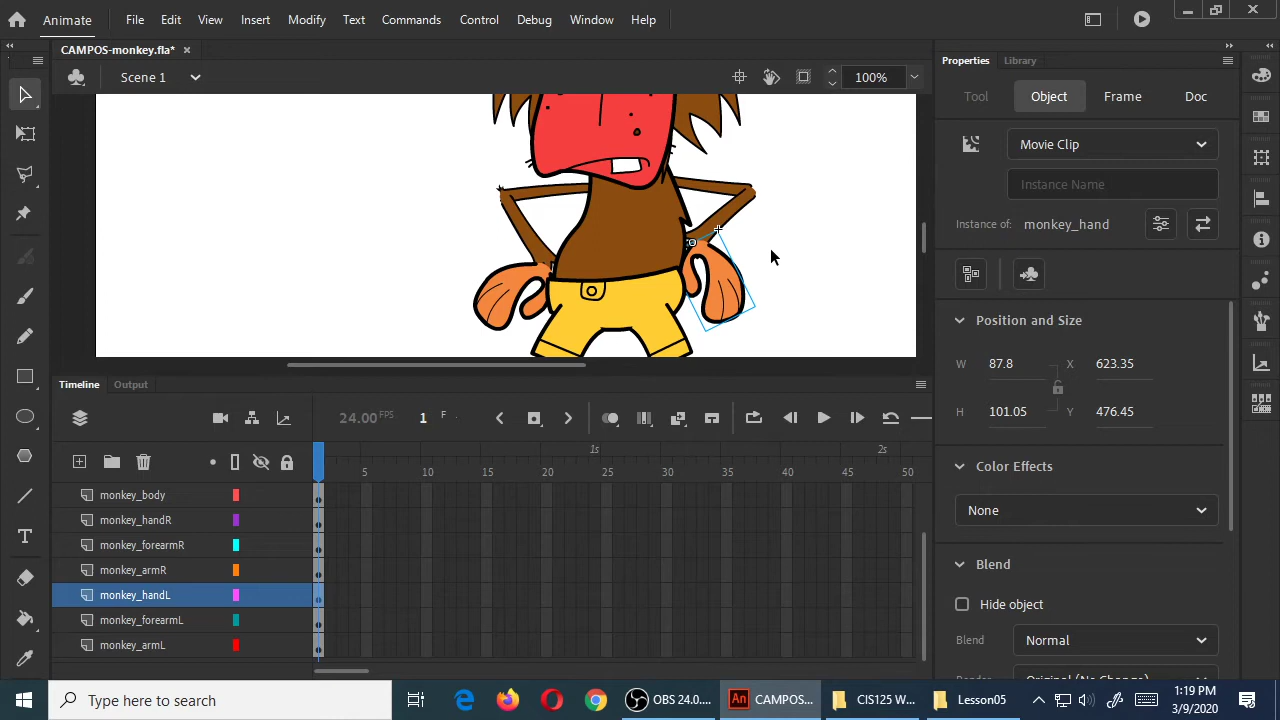 Animate File Edit View Insert Modify Text Commands Control Debug Window Help
CAMPOS-monkey.fla*
Scene 1 100%
Properties Library
Tool Object Frame Doc
Movie Clip
Instance Name
Instance of: monkey_hand
Position and Size
W 87.8 X 623.35
H 101.05 Y 476.45
Color Effects
None
Blend
Hide object
Blend Normal
Original (No Change)
Timeline Output
24.00 FPS 1 F
1s 2s
5 10 15 20 25 30 35 40 45 50
monkey_body
monkey_handR
monkey_forearmR
monkey_armR
monkey_handL
monkey_forearmL
monkey_armL
Type here to search
OBS 24.0....
An CAMPOS...
CIS125 W...
Lesson05
1:19 PM
3/9/2020